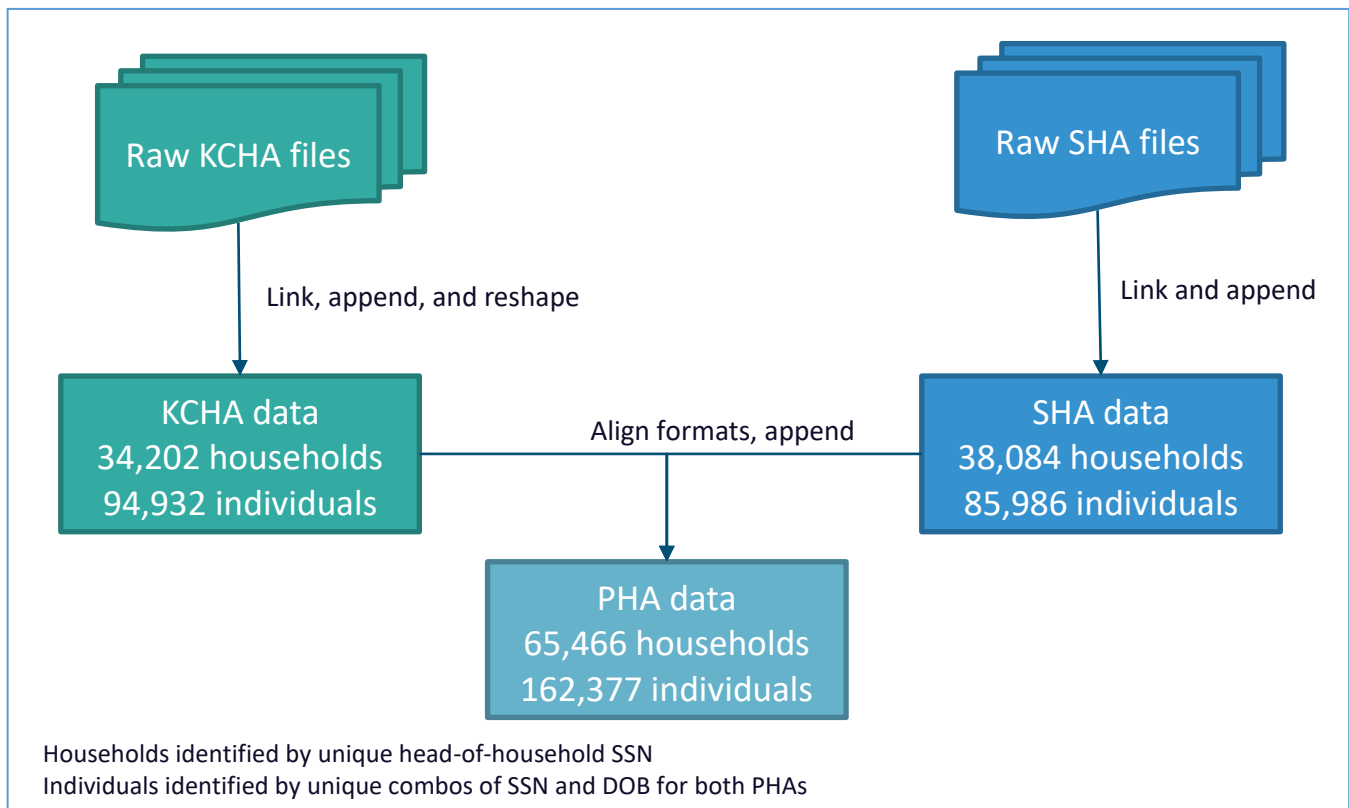 Raw KCHA files
Raw SHA files
Link, append, and reshape
Link and append
KCHA data
34,202 households
94,932 individuals
Align formats, append
SHA data
38,084 households
85,986 individuals
PHA data
65,466 households
162,377 individuals
Households identified by unique head-of-household SSN
Individuals identified by unique combos of SSN and DOB for both PHAs